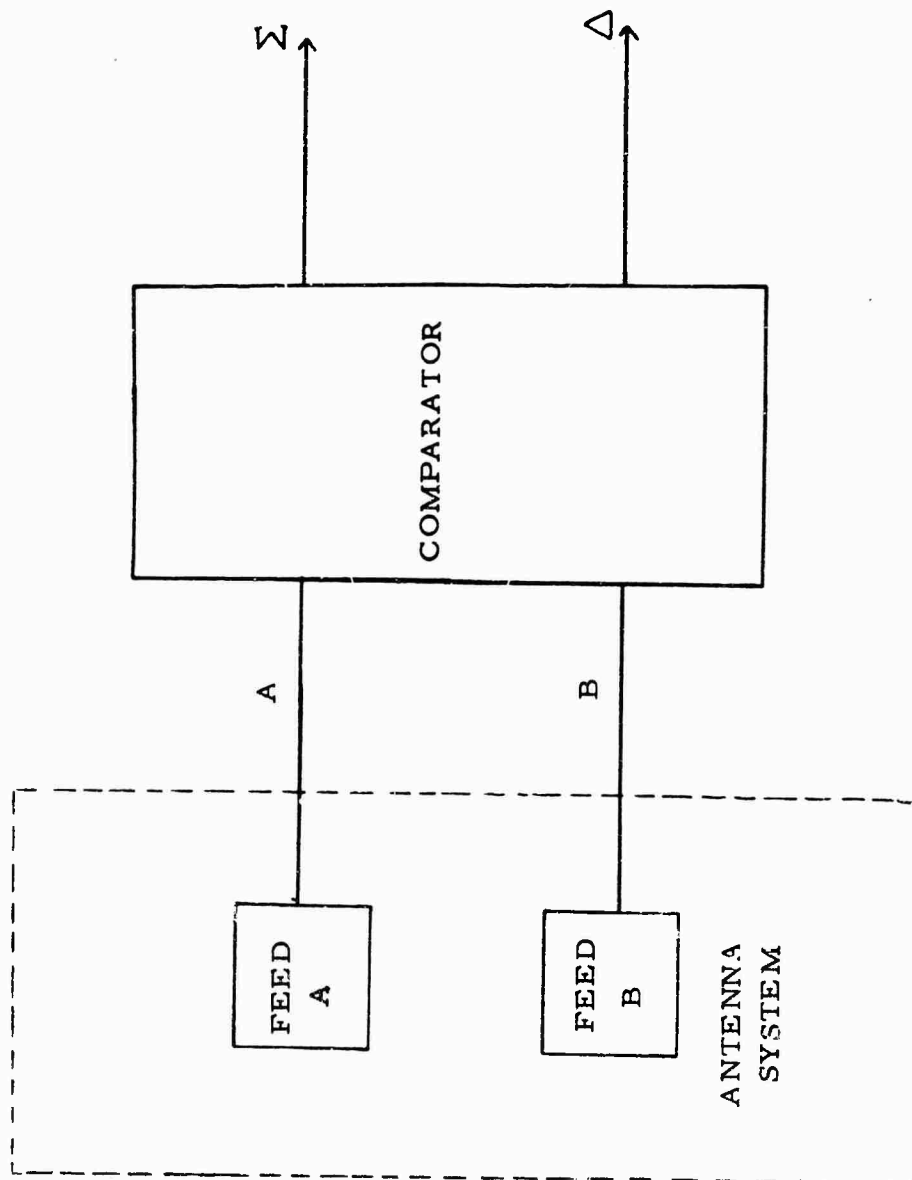 FEED
A
A
Σ
COMPARATOR
FEED
B
B
Δ
ANTENNA
SYSTEM